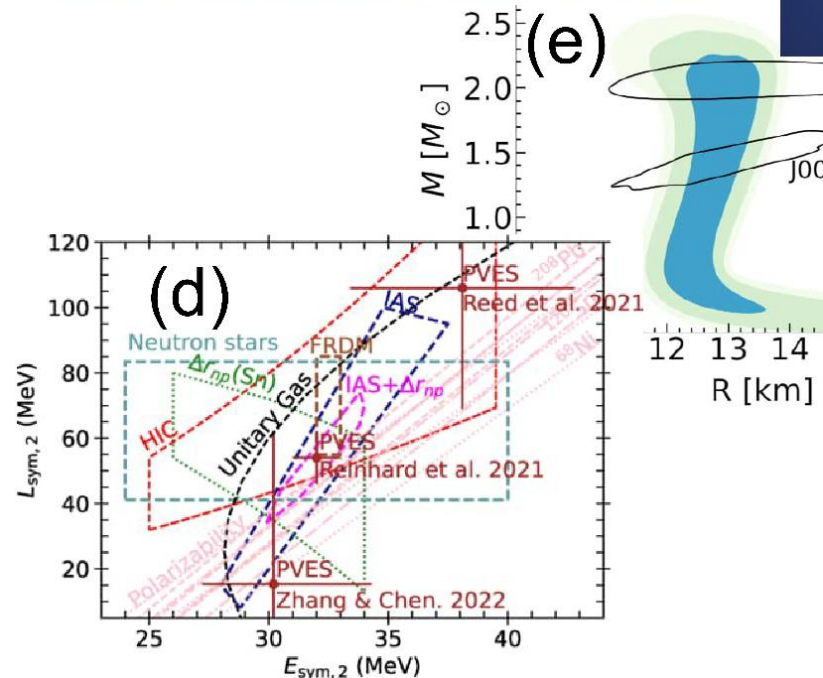 (e)
M [M⊙]
2.5
2.0
1.5
1.0
J00
12 13 14
R [km]
(d)
L_sym,2 (MeV)
120
100
80
60
40
20
25 30 35 40
E_sym,2 (MeV)
Neutron stars
Δr_np(Sn)
HIC
Unitary Gas
FRDM
IAS
IAS+Δr_np
PVES
Reed et al. 2021
PVES
Reinhard et al. 2021
PVES
Zhang & Chen. 2022
Polarizability
208Pb
68Ni